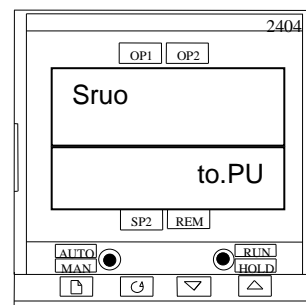 2404
OP1 OP2
Sruo
to.PU
SP2 REM
AUTO
MAN
RUN
HOLD